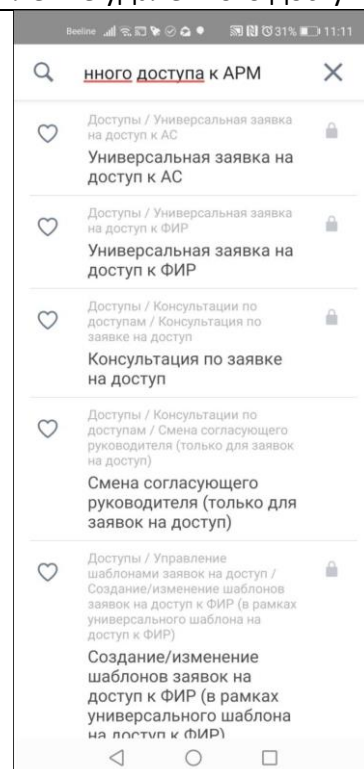 Beeline 31% 11:11
нного доступа к АРМ
Доступы / Универсальная заявка
на доступ к АС
Универсальная заявка на
доступ к АС
Доступы / Универсальная заявка
на доступ к ФИР
Универсальная заявка на
доступ к ФИР
Доступы / Консультации по
доступам / Консультация по
заявке на доступ
Консультация по заявке
на доступ
Доступы / Консультации по
доступам / Смена согласующего
руководителя (только для заявок
на доступ)
Смена согласующего
руководителя (только для
заявок на доступ)
Доступы / Управление
шаблонами заявок на доступ /
Создание/изменение шаблонов
заявок на доступ к ФИР (в рамках
универсального шаблона на
доступ к ФИР)
Создание/изменение
шаблонов заявок на
доступ к ФИР (в рамках
универсального шаблона
на доступ к ФИР)